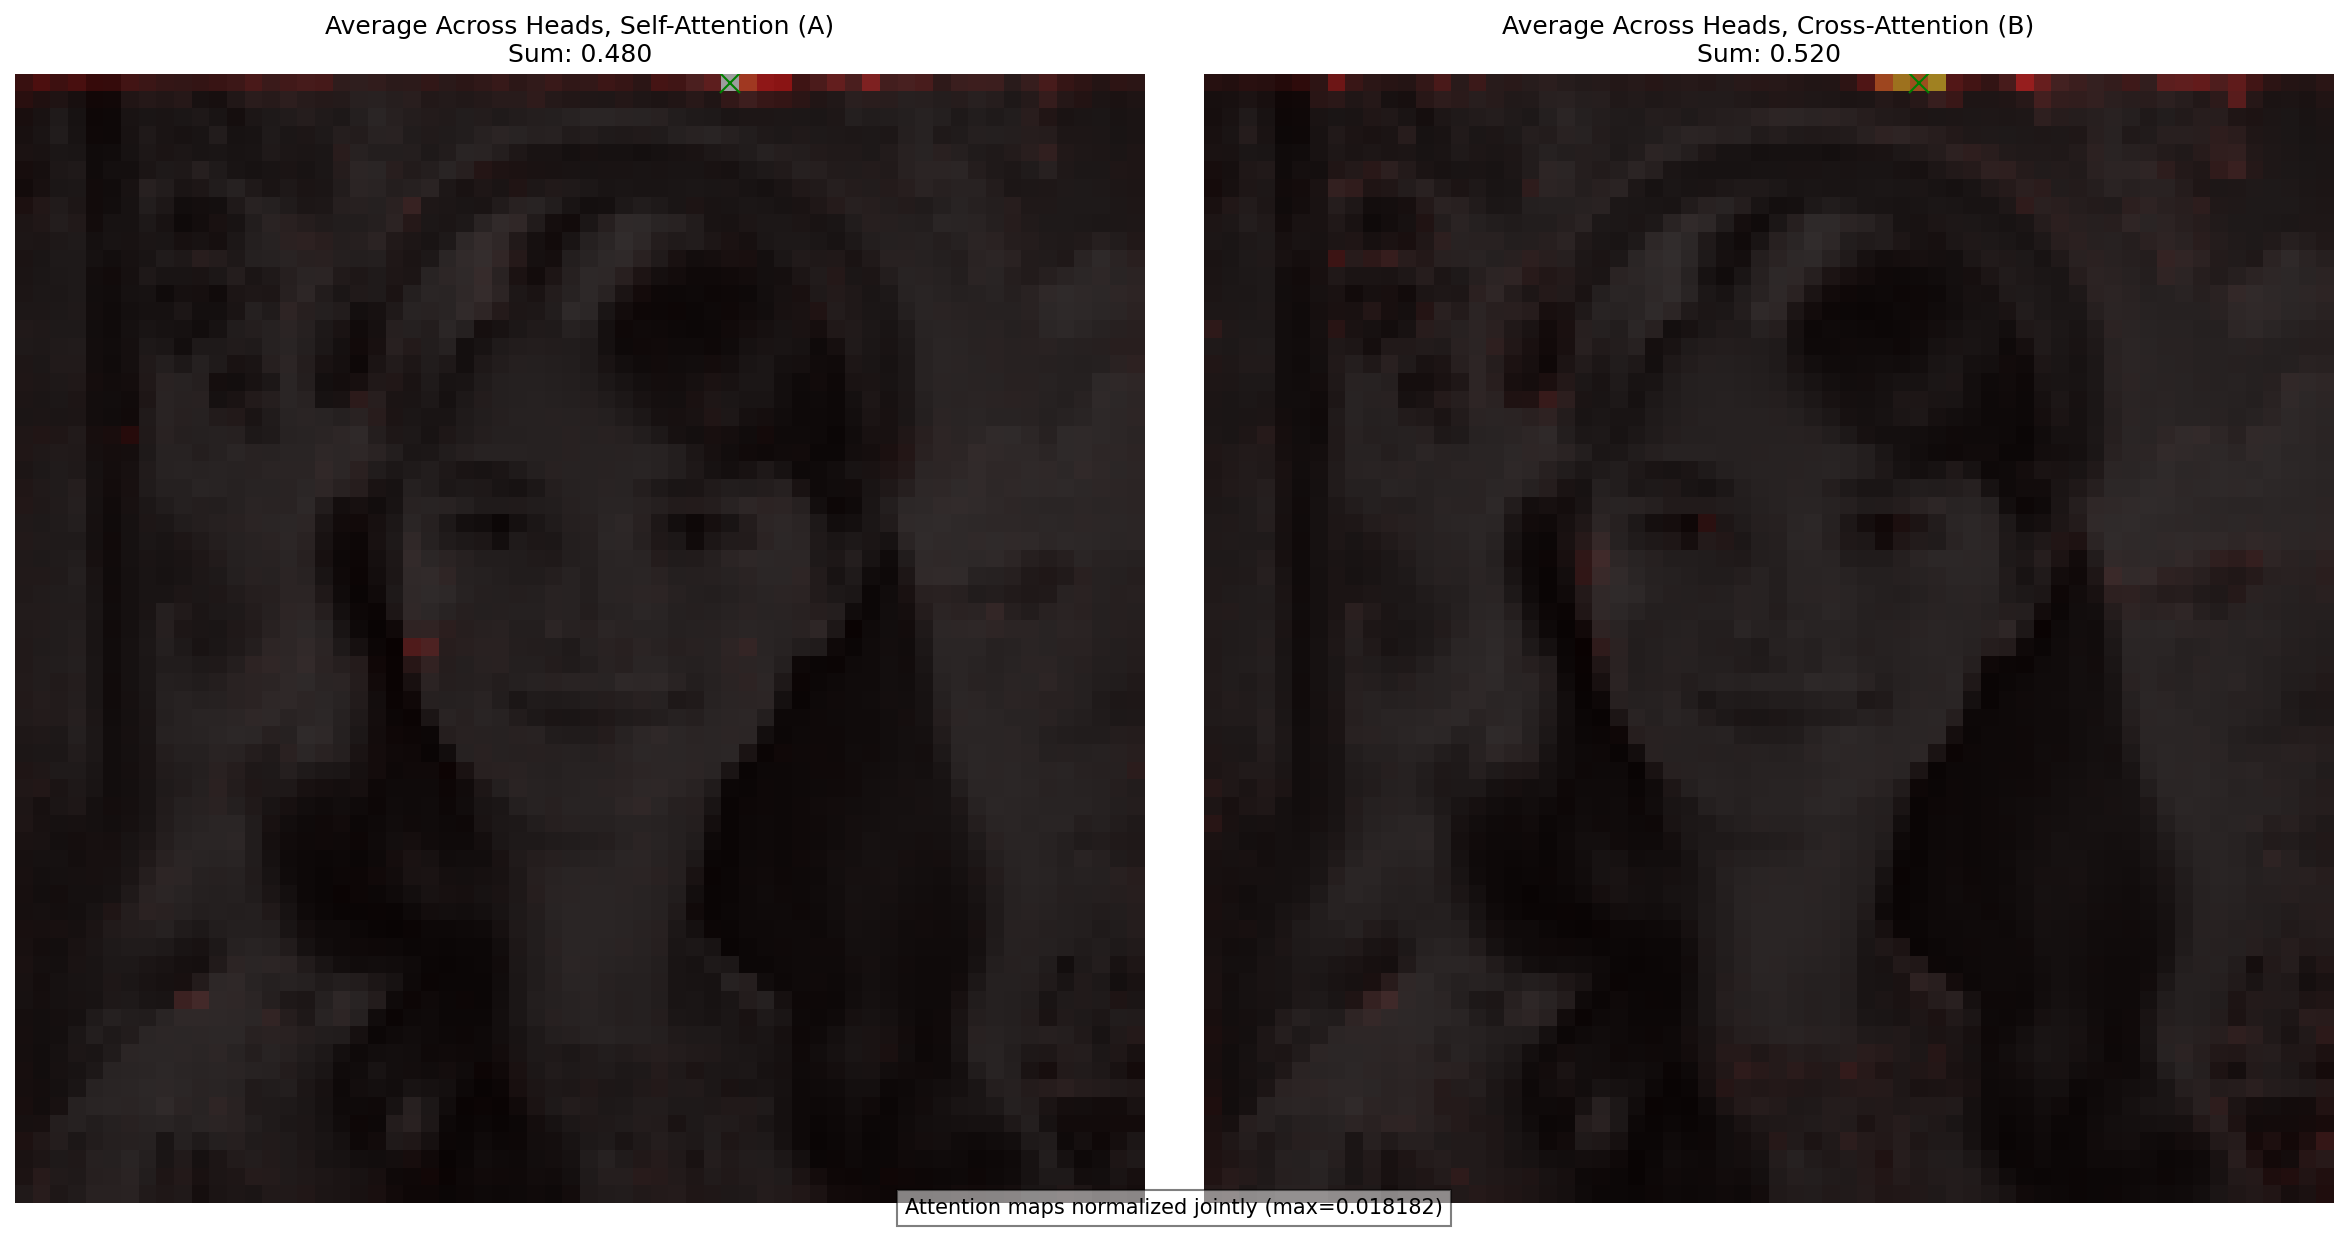 Average Across Heads, Self-Attention (A)
Sum: 0.480
Average Across Heads, Cross-Attention (B)
Sum: 0.520
Attention maps normalized jointly (max=0.018182)